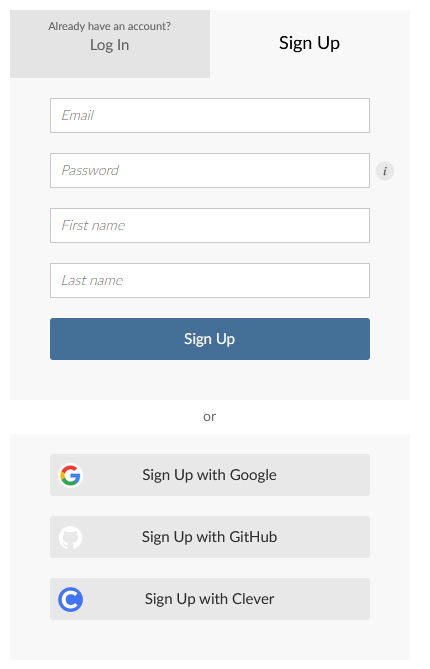 Already have an account?
Log In
Sign Up
Email
Password
i
First name
Last name
Sign Up
or
Sign Up with Google
Sign Up with GitHub
Sign Up with Clever